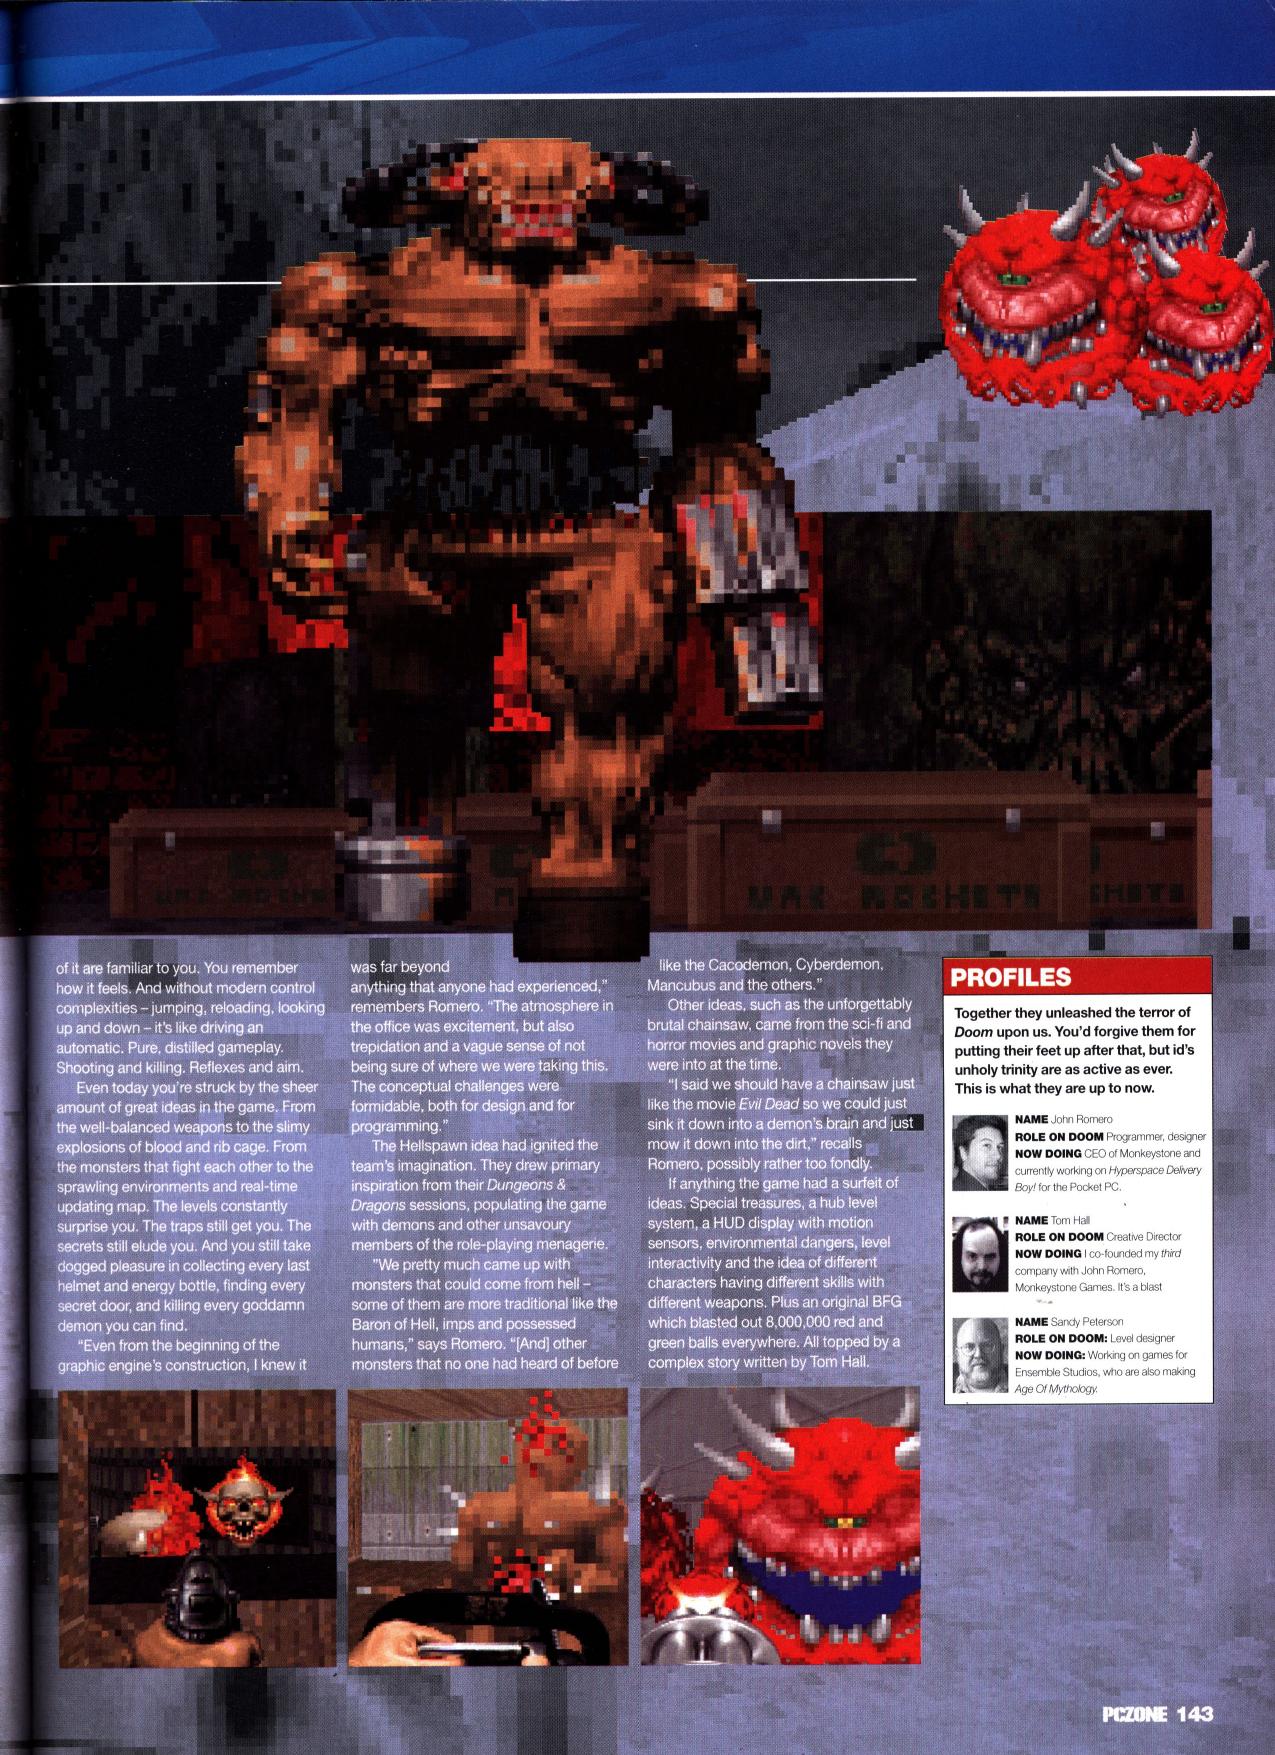 UAC ROCKETS
of it are familiar to you. You remember
how it feels. And without modern control
complexities – jumping, reloading, looking
up and down – it's like driving an
automatic. Pure, distilled gameplay.
Shooting and killing. Reflexes and aim.
Even today you're struck by the sheer
amount of great ideas in the game. From
the well-balanced weapons to the slimy
explosions of blood and rib cage. From
the monsters that fight each other to the
sprawling environments and real-time
updating map. The levels constantly
surprise you. The traps still get you. The
secrets still elude you. And you still take
dogged pleasure in collecting every last
helmet and energy bottle, finding every
secret door, and killing every goddamn
demon you can find.
"Even from the beginning of the
graphic engine's construction, I knew it
was far beyond
anything that anyone had experienced,"
remembers Romero. "The atmosphere in
the office was excitement, but also
trepidation and a vague sense of not
being sure of where we were taking this.
The conceptual challenges were
formidable, both for design and for
programming."
The Hellspawn idea had ignited the
team's imagination. They drew primary
inspiration from their Dungeons &
Dragons sessions, populating the game
with demons and other unsavoury
members of the role-playing menagerie.
"We pretty much came up with
monsters that could come from hell –
some of them are more traditional like the
Baron of Hell, imps and possessed
humans," says Romero. "[And] other
monsters that no one had heard of before
like the Cacodemon, Cyberdemon,
Mancubus and the others."
Other ideas, such as the unforgettably
brutal chainsaw, came from the sci-fi and
horror movies and graphic novels they
were into at the time.
"I said we should have a chainsaw just
like the movie Evil Dead so we could just
sink it down into a demon's brain and just
mow it down into the dirt," recalls
Romero, possibly rather too fondly.
If anything the game had a surfeit of
ideas. Special treasures, a hub level
system, a HUD display with motion
sensors, environmental dangers, level
interactivity and the idea of different
characters having different skills with
different weapons. Plus an original BFG
which blasted out 8,000,000 red and
green balls everywhere. All topped by a
complex story written by Tom Hall.
PROFILES
Together they unleashed the terror of
Doom upon us. You'd forgive them for
putting their feet up after that, but id's
unholy trinity are as active as ever.
This is what they are up to now.
NAME John Romero
ROLE ON DOOM Programmer, designer
NOW DOING CEO of Monkeystone and
currently working on Hyperspace Delivery
Boy! for the Pocket PC.
NAME Tom Hall
ROLE ON DOOM Creative Director
NOW DOING I co-founded my third
company with John Romero,
Monkeystone Games. It's a blast
NAME Sandy Peterson
ROLE ON DOOM: Level designer
NOW DOING: Working on games for
Ensemble Studios, who are also making
Age Of Mythology.
PCZONE 143